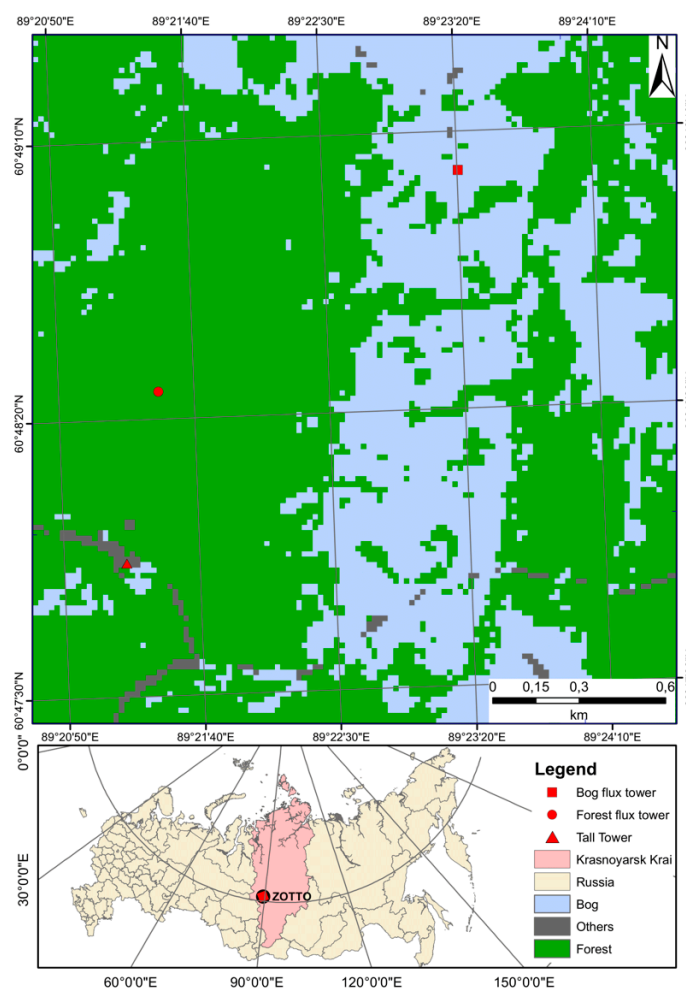 89°20'50"E 89°21'40"E 89°22'30"E 89°23'20"E 89°24'10"E
N
60°49'10"N
60°48'20"N
60°47'30"N
0 0,15 0,3 0,6
km
89°20'50"E 89°21'40"E 89°22'30"E 89°23'20"E 89°24'10"E
0°0'0"
30°0'0"E
ZOTTO
Legend
Bog flux tower
Forest flux tower
Tall Tower
Krasnoyarsk Krai
Russia
Bog
Others
Forest
60°0'0"E 90°0'0"E 120°0'0"E 150°0'0"E